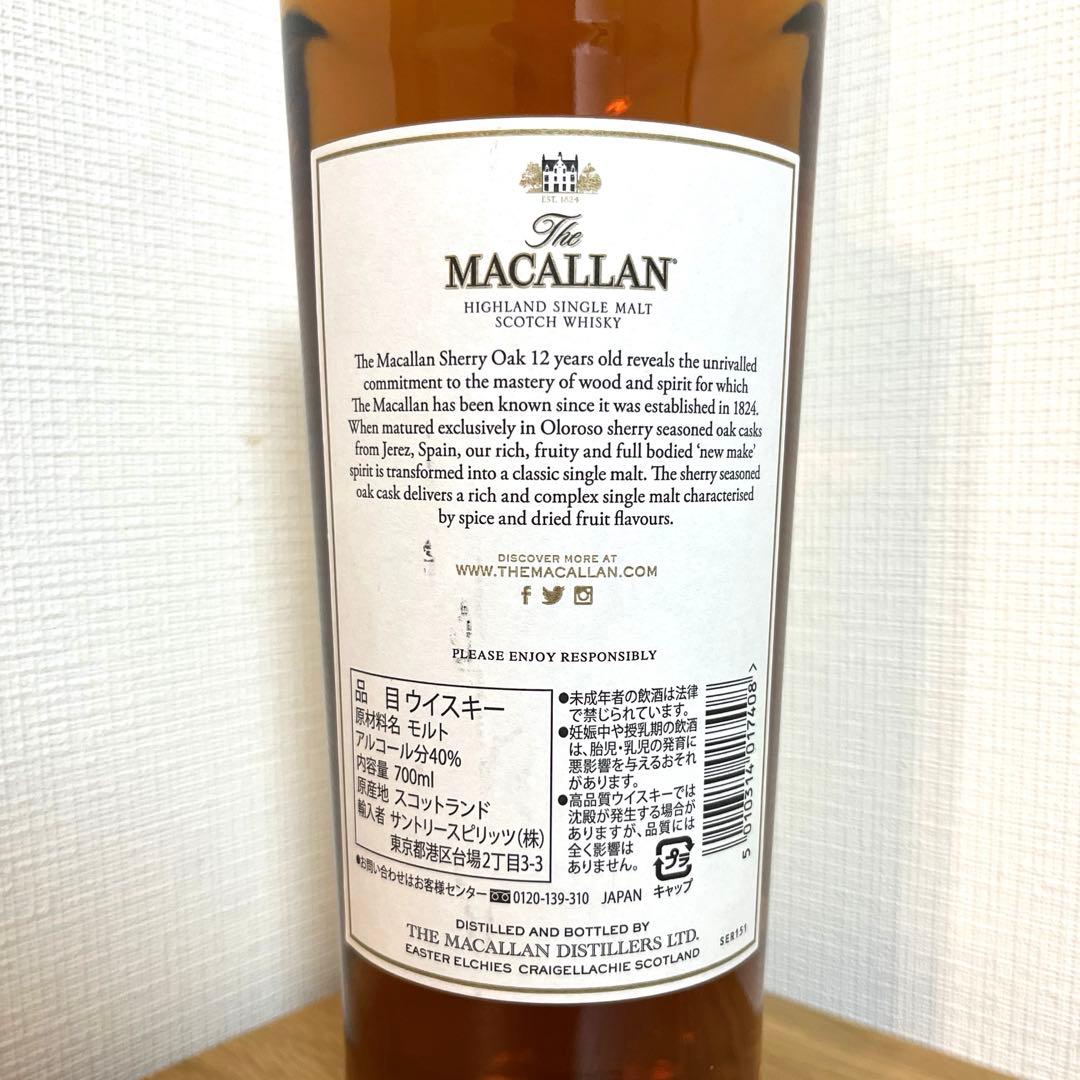 EST. 1824
The
MACALLAN
HIGHLAND SINGLE MALT
SCOTCH WHISKY
The Macallan Sherry Oak 12 years old reveals the unrivalled
commitment to the mastery of wood and spirit for which
The Macallan has been known since it was established in 1824.
When matured exclusively in Oloroso sherry seasoned oak casks
from Jerez, Spain, our rich, fruity and full bodied ‘new make’
spirit is transformed into a classic single malt. The sherry seasoned
oak cask delivers a rich and complex single malt characterised
by spice and dried fruit flavours.
DISCOVER MORE AT
WWW.THEMACALLAN.COM
PLEASE ENJOY RESPONSIBLY
品 目 ウイスキー
原材料名 モルト
アルコール分40%
内容量 700ml
原産地 スコットランド
輸入者 サントリースピリッツ(株)
東京都港区台場2丁目3-3
●未成年者の飲酒は法律
で禁じられています。
●妊娠中や授乳期の飲酒
は、胎児・乳児の発育に
悪影響を与えるおそれ
があります。
●高品質ウイスキーでは
沈殿が発生する場合が
ありますが、品質には
全く影響は
ありません。
プラ
キャップ
5 010314 017408 >
●お問い合わせはお客様センター 0120-139-310 JAPAN
DISTILLED AND BOTTLED BY
THE MACALLAN DISTILLERS LTD.
EASTER ELCHIES CRAIGELLACHIE SCOTLAND
SER151